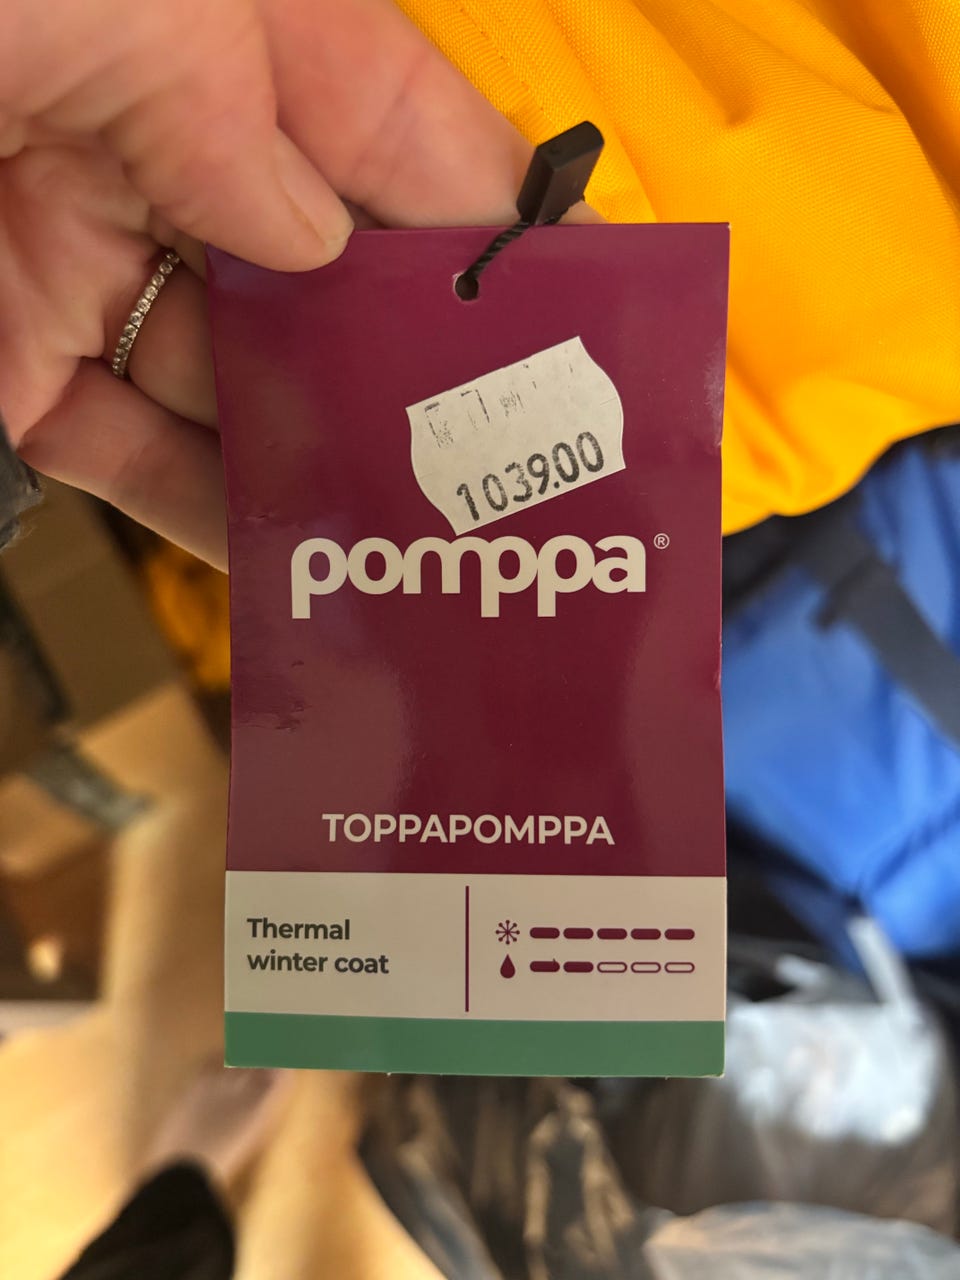 1039.00
pomppa®
TOPPAPOMPPA
Thermal
winter coat